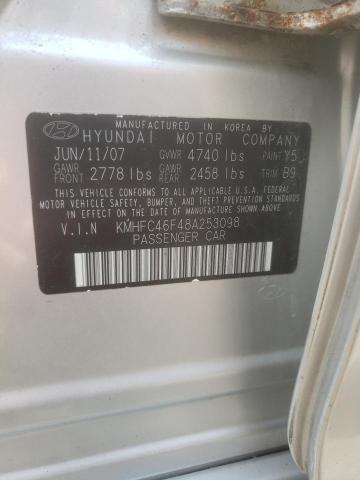 MANUFACTURED IN KOREA BY
HYUNDAI MOTOR COMPANY
JUN/11/07 GVWR 4740 lbs PAINT Y5
GAWR FRONT 2778 lbs GAWR REAR 2458 lbs TRIM B9
THIS VEHICLE CONFORMS TO ALL APPLICABLE U.S.A. FEDERAL
MOTOR VEHICLE SAFETY, BUMPER, AND THEFT PREVENTION
STANDARDS IN EFFECT ON THE DATE OF MANUFACTURE
SHOWN ABOVE.
V.I.N KMHFC46F48A253098
PASSENGER CAR